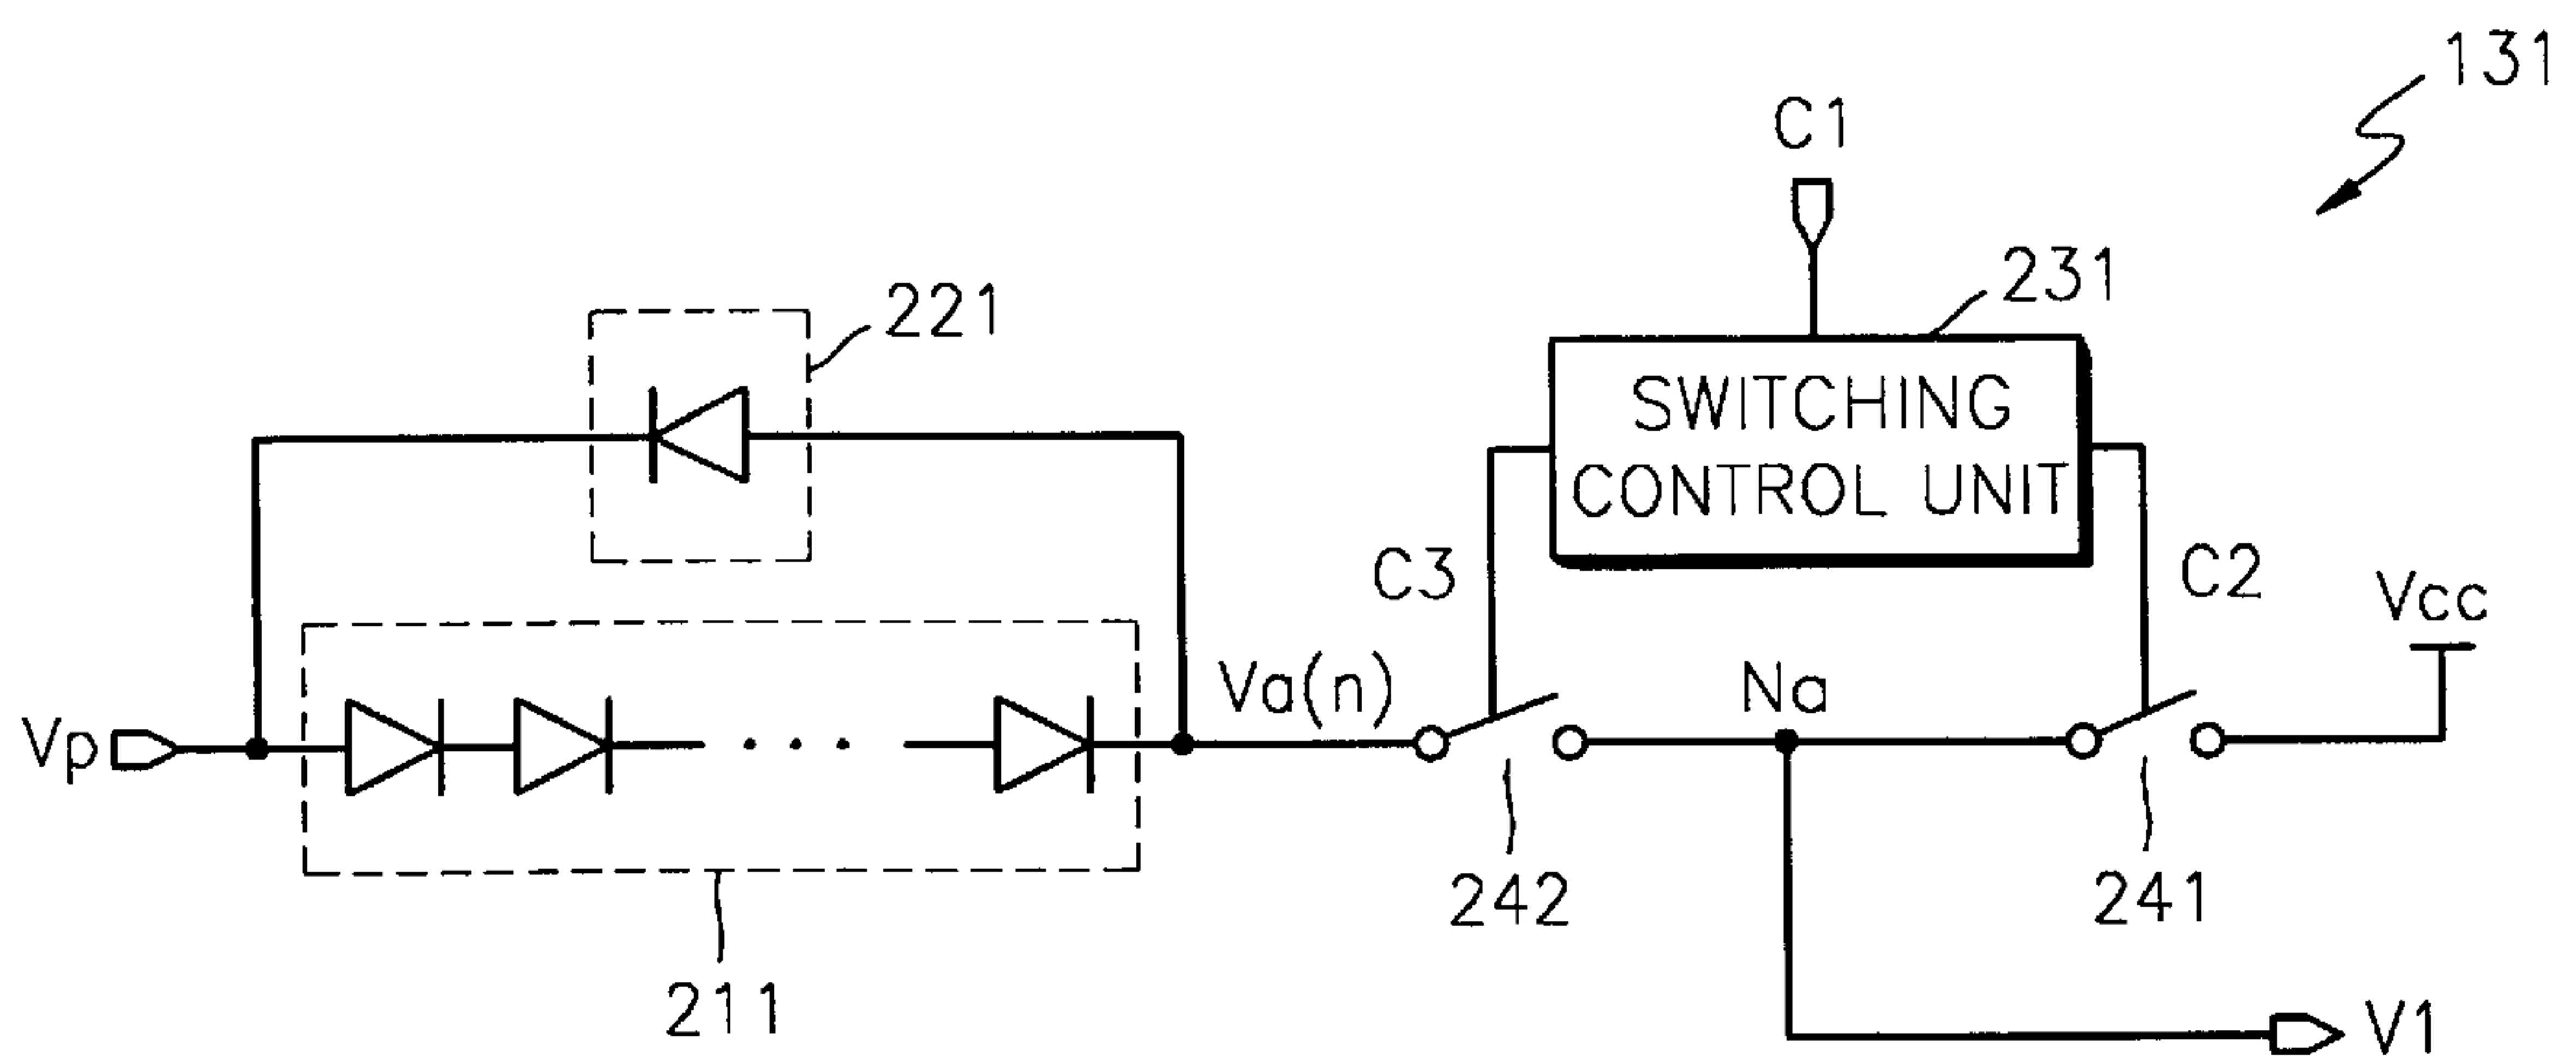 131
C1
231
221
SWITCHING
CONTROL UNIT
C3
C2
Vcc
Va(n)
Na
Vp
242
241
211
V1